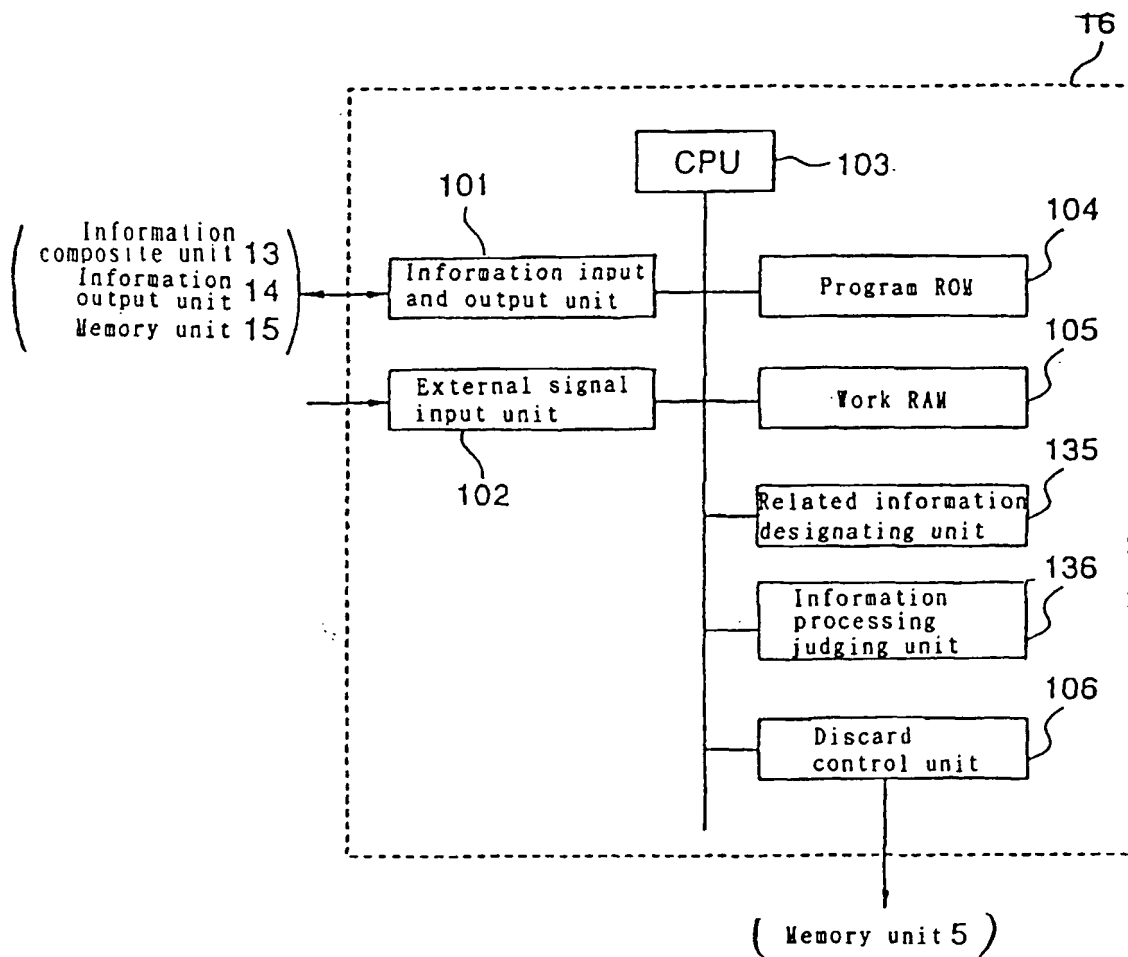 16
CPU
103
101
104
Information
composite unit 13
Information
output unit 14
Memory unit 15
Information input
and output unit
Program ROM
105
External signal
input unit
Work RAM
102
135
Related information
designating unit
136
Information
processing
judging unit
106
Discard
control unit
( Memory unit 5 )